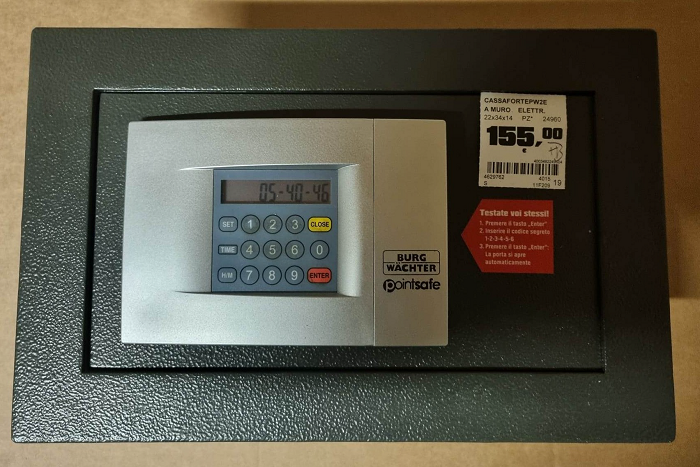 CASSAFORTEPW2E
A MURO ELETTR.
22x34x14 PZ* 24960
155,00
€
4629762 4015 19
S
05-40-46
SET 1 2 3 CLOSE
TIME 4 5 6 0
H/M 7 8 9 ENTER
BURG
WÄCHTER
pointsafe
Testate voi stessi!
1. Premere il tasto „Enter"
2. Inserire il codice segreto
1-2-3-4-5-6
3. Premere il tasto „Enter":
La porta si apre
automaticamente